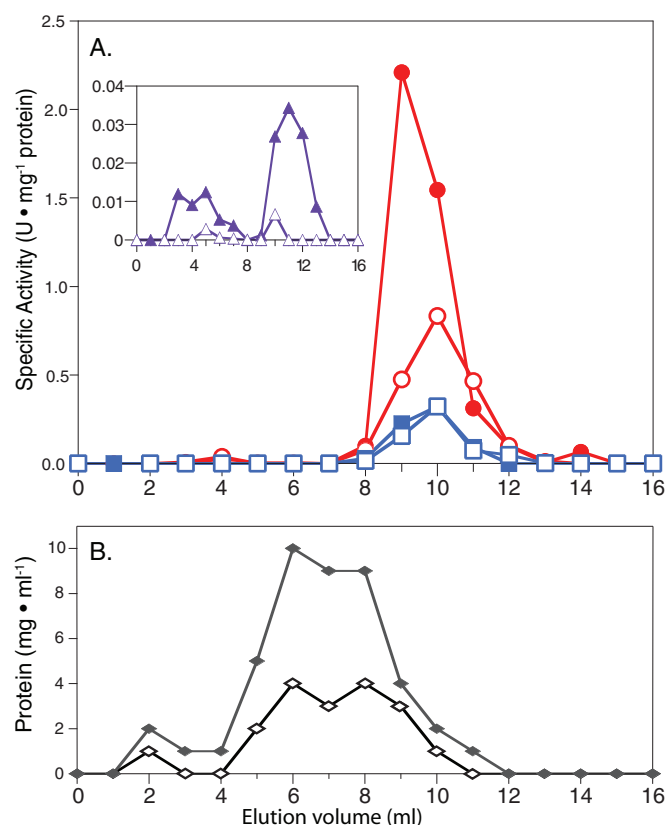 A.
2.5
2.0
1.5
1.0
0.5
0.0
Specific Activity (U • mg⁻¹ protein)
0.04
0.03
0.02
0.01
0
0 4 8 12 16
0 2 4 6 8 10 12 14 16
B.
10
8
6
4
2
0
Protein (mg • ml⁻¹)
0 2 4 6 8 10 12 14 16
Elution volume (ml)